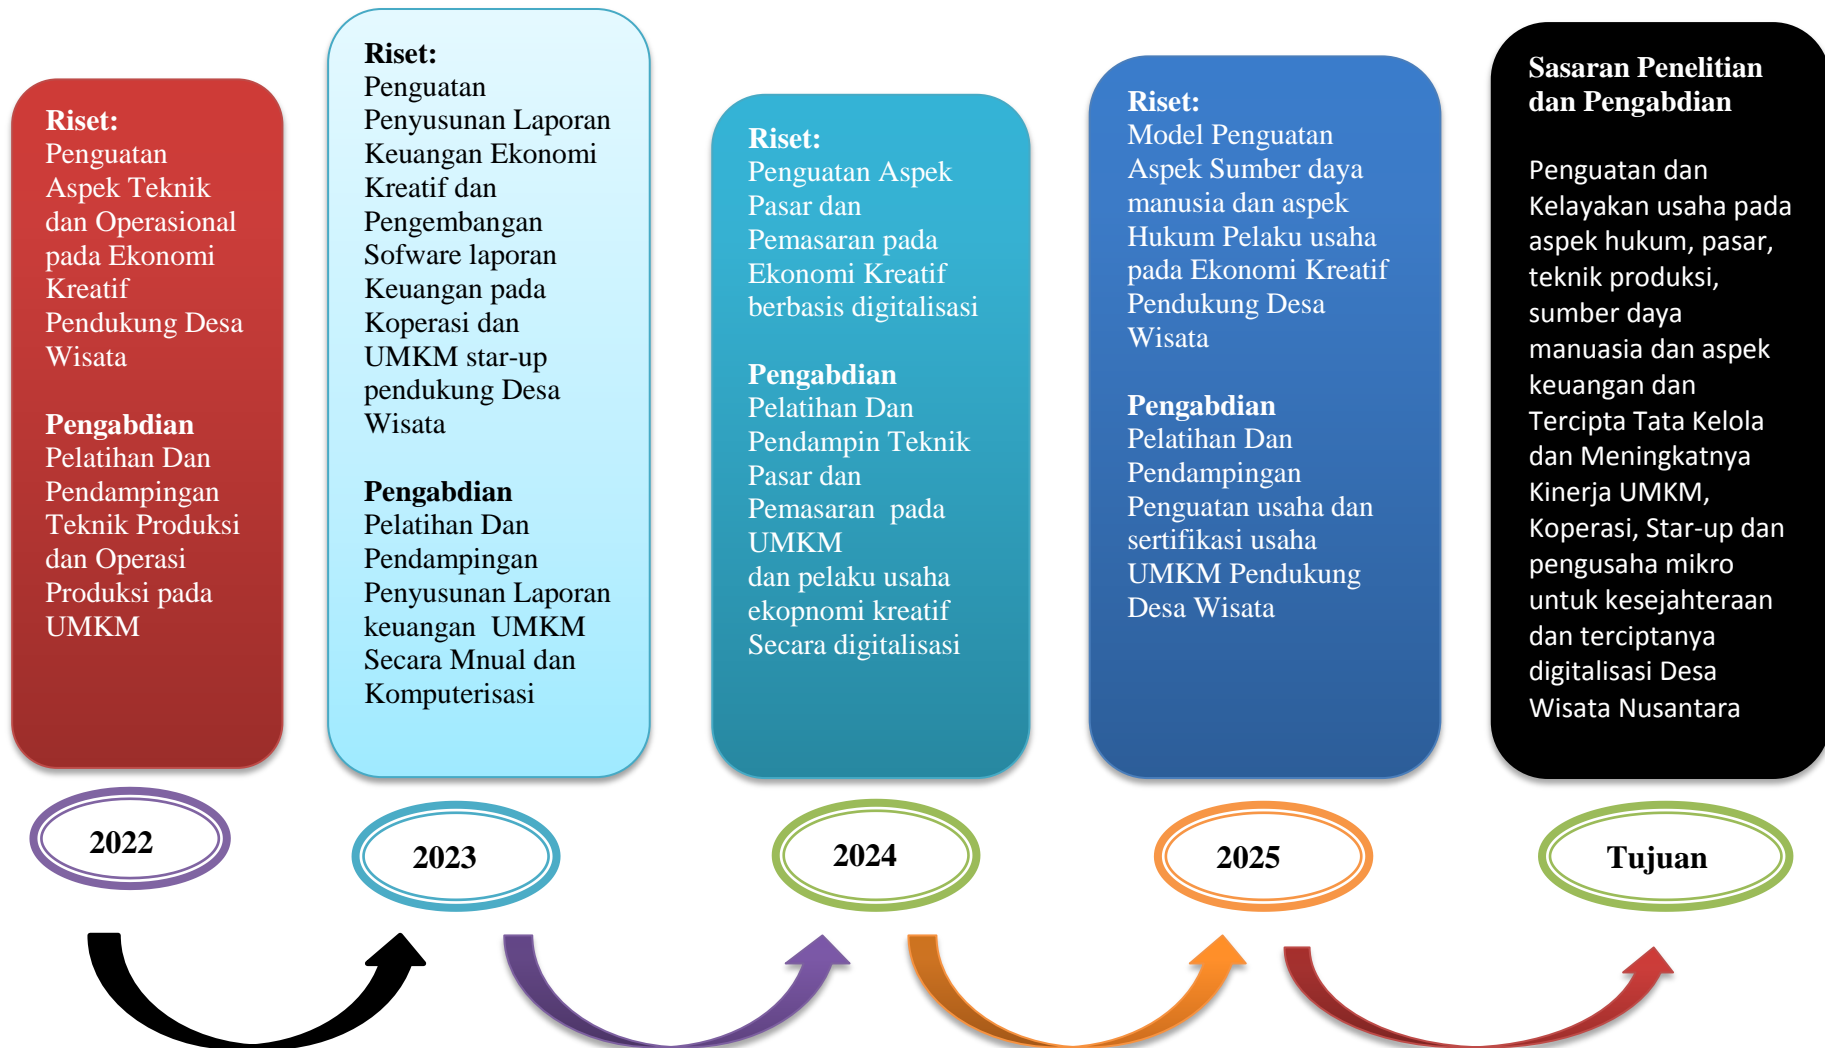 Riset:
Penguatan
Aspek Teknik
dan Operasional
pada Ekonomi
Kreatif
Pendukung Desa
Wisata
Pengabdian
Pelatihan Dan
Pendampingan
Teknik Produksi
dan Operasi
Produksi pada
UMKM
2022
Riset:
Penguatan
Penyusunan Laporan
Keuangan Ekonomi
Kreatif dan
Pengembangan
Sofware laporan
Keuangan pada
Koperasi dan
UMKM star-up
pendukung Desa
Wisata
Pengabdian
Pelatihan Dan
Pendampingan
Penyusunan Laporan
keuangan  UMKM
Secara Mnual dan
Komputerisasi
2023
Riset:
Penguatan Aspek
Pasar dan
Pemasaran pada
Ekonomi Kreatif
berbasis digitalisasi
Pengabdian
Pelatihan Dan
Pendampin Teknik
Pasar dan
Pemasaran  pada
UMKM
dan pelaku usaha
ekopnomi kreatif
Secara digitalisasi
2024
Riset:
Model Penguatan
Aspek Sumber daya
manusia dan aspek
Hukum Pelaku usaha
pada Ekonomi Kreatif
Pendukung Desa
Wisata
Pengabdian
Pelatihan Dan
Pendampingan
Penguatan usaha dan
sertifikasi usaha
UMKM Pendukung
Desa Wisata
2025
Sasaran Penelitian
dan Pengabdian
Penguatan dan
Kelayakan usaha pada
aspek hukum, pasar,
teknik produksi,
sumber daya
manuasia dan aspek
keuangan dan
Tercipta Tata Kelola
dan Meningkatnya
Kinerja UMKM,
Koperasi, Star-up dan
pengusaha mikro
untuk kesejahteraan
dan terciptanya
digitalisasi Desa
Wisata Nusantara
Tujuan